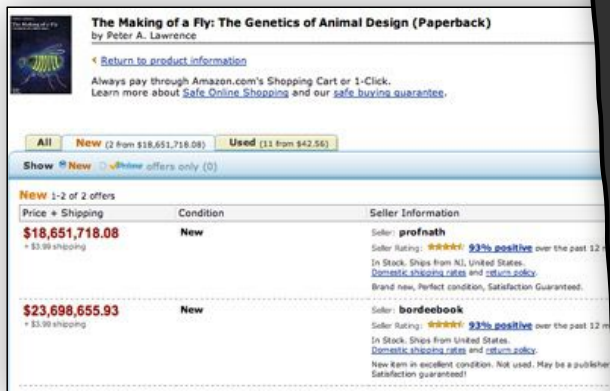 The Making of a Fly: The Genetics of Animal Design (Paperback)
by Peter A. Lawrence
Return to product information
Always pay through Amazon.com's Shopping Cart or 1-Click.
Learn more about Safe Online Shopping and our safe buying guarantee.
All New (2 from $18,651,718.08) Used (11 from $42.56)
Show New Prime offers only (0)
New 1-2 of 2 offers
Price + Shipping Condition Seller Information
$18,651,718.08 New Seller: profnath
+ $3.99 shipping
Seller Rating: 93% positive over the past 12 m
In Stock. Ships from NJ, United States.
Domestic shipping rates and return policy.
Brand new, Perfect condition, Satisfaction Guaranteed.
$23,698,655.93 New Seller: bordeebook
+ $3.99 shipping
Seller Rating: 93% positive over the past 12 m
In Stock. Ships from United States.
Domestic shipping rates and return policy.
New item in excellent condition. Not used. May be a publisher
Satisfaction guaranteed!